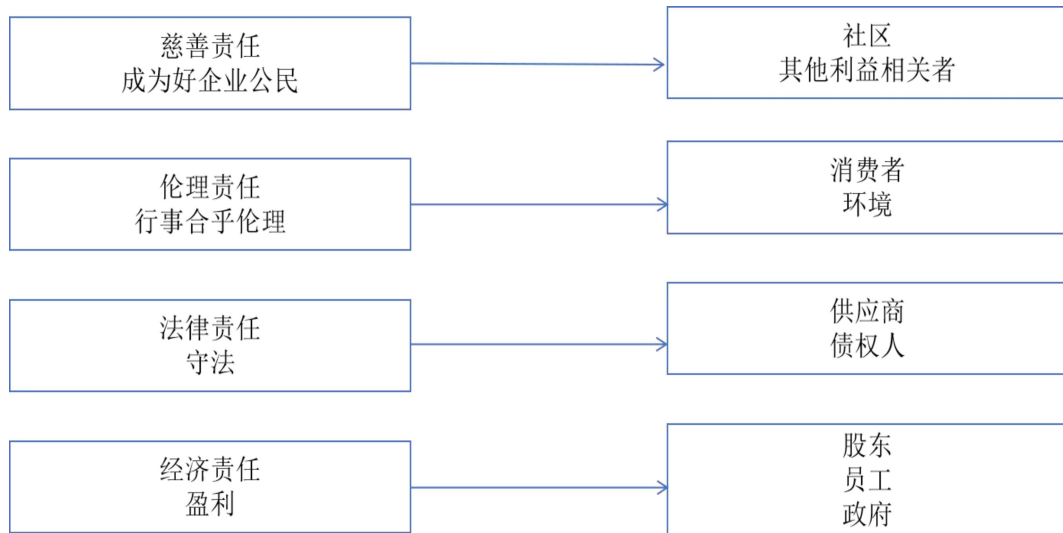 慈善责任
成为好企业公民
社区
其他利益相关者
伦理责任
行事合乎伦理
消费者
环境
法律责任
守法
供应商
债权人
经济责任
盈利
股东
员工
政府